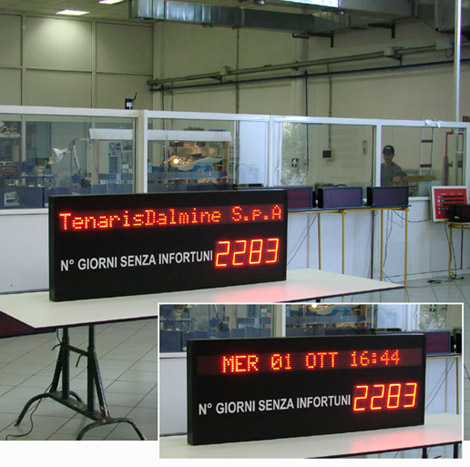 TenarisDalmine S.p.A
N° GIORNI SENZA INFORTUNI 2283
MER 01 OTT 16:44
N° GIORNI SENZA INFORTUNI 2283